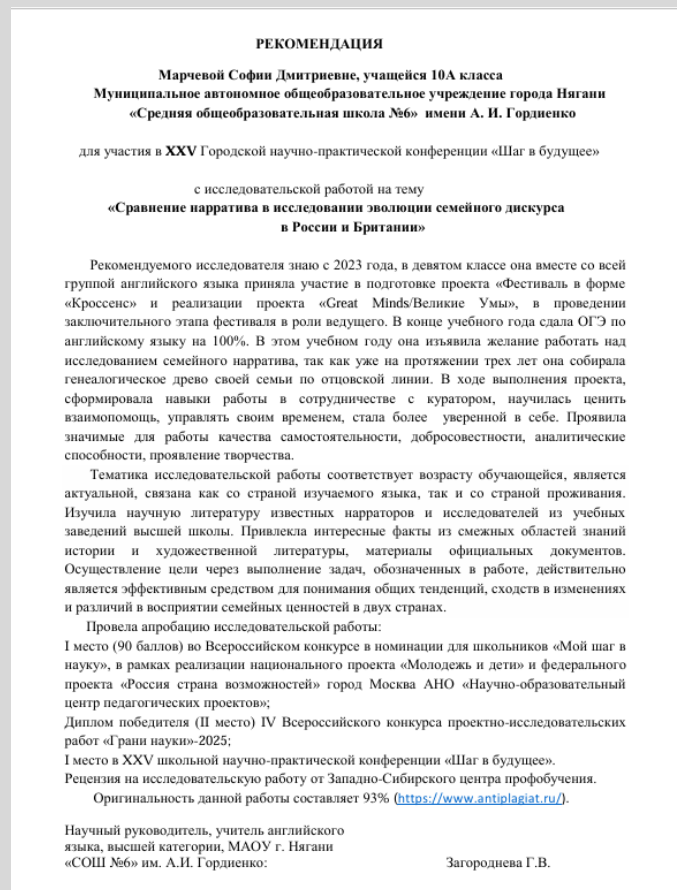 РЕКОМЕНДАЦИЯ
Марчевой Софии Дмитриевне, учащейся 10А класса
Муниципальное автономное общеобразовательное учреждение города Нягани
«Средняя общеобразовательная школа №6» имени А. И. Гордиенко
для участия в XXV Городской научно-практической конференции «Шаг в будущее»
с исследовательской работой на тему
«Сравнение нарратива в исследовании эволюции семейного дискурса
в России и Британии»
Рекомендуемого исследователя знаю с 2023 года, в девятом классе она вместе со всей
группой английского языка приняла участие в подготовке проекта «Фестиваль в форме
«Кроссенс» и реализации проекта «Great Minds/Великие Умы», в проведении
заключительного этапа фестиваля в роли ведущего. В конце учебного года сдала ОГЭ по
английскому языку на 100%. В этом учебном году она изъявила желание работать над
исследованием семейного нарратива, так как уже на протяжении трех лет она собирала
генеалогическое древо своей семьи по отцовской линии. В ходе выполнения проекта,
сформировала навыки работы в сотрудничестве с куратором, научилась ценить
взаимопомощь, управлять своим временем, стала более уверенной в себе. Проявила
значимые для работы качества самостоятельности, добросовестности, аналитические
способности, проявление творчества.
Тематика исследовательской работы соответствует возрасту обучающейся, является
актуальной, связана как со страной изучаемого языка, так и со страной проживания.
Изучила научную литературу известных нарраторов и исследователей из учебных
заведений высшей школы. Привлекла интересные факты из смежных областей знаний
истории и художественной литературы, материалы официальных документов.
Осуществление цели через выполнение задач, обозначенных в работе, действительно
является эффективным средством для понимания общих тенденций, сходств в изменениях
и различий в восприятии семейных ценностей в двух странах.
Провела апробацию исследовательской работы:
I место (90 баллов) во Всероссийском конкурсе в номинации для школьников «Мой шаг в
науку», в рамках реализации национального проекта «Молодежь и дети» и федерального
проекта «Россия страна возможностей» город Москва АНО «Научно-образовательный
центр педагогических проектов»;
Диплом победителя (II место) IV Всероссийского конкурса проектно-исследовательских
работ «Грани науки»-2025;
I место в XXV школьной научно-практической конференции «Шаг в будущее».
Рецензия на исследовательскую работу от Западно-Сибирского центра профобучения.
Оригинальность данной работы составляет 93% (https://www.antiplagiat.ru/).
Научный руководитель, учитель английского
языка, высшей категории, МАОУ г. Нягани
«СОШ №6» им. А.И. Гордиенко: Загороднева Г.В.